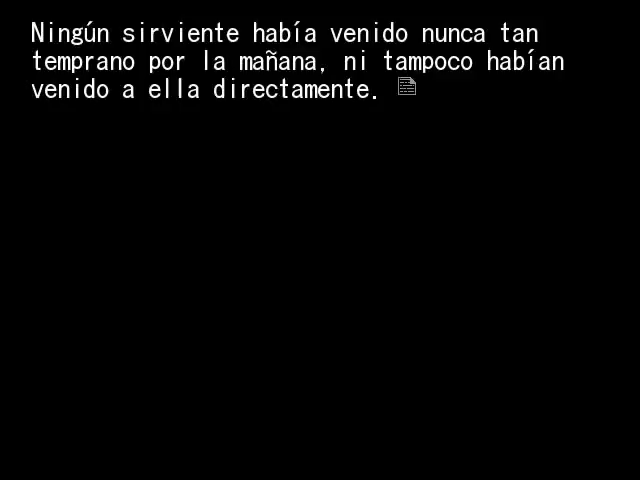 Ningún sirviente había venido nunca tan
temprano por la mañana, ni tampoco habían
venido a ella directamente.